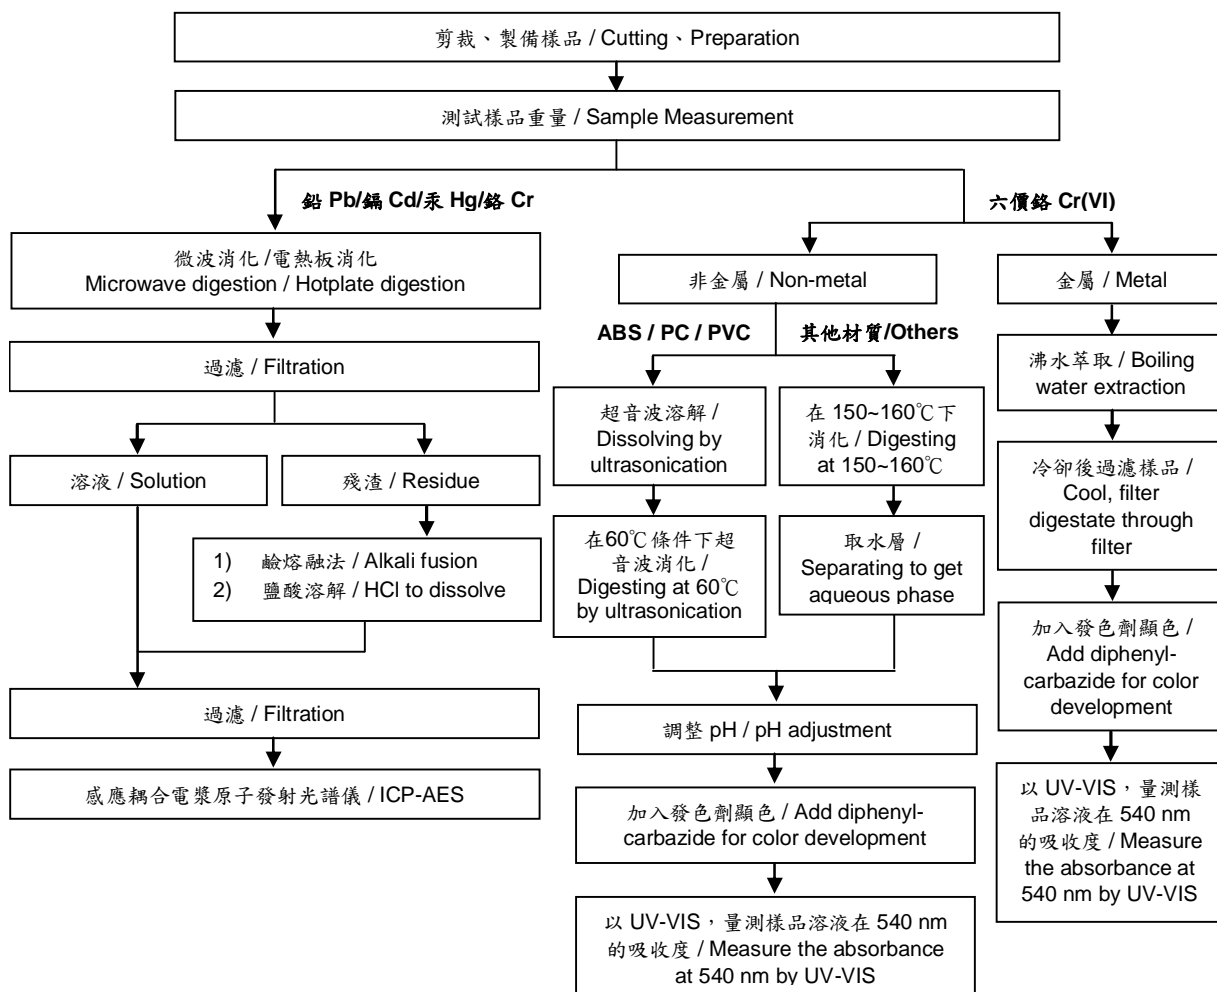 剪裁、製備樣品 / Cutting、Preparation
測試樣品重量 / Sample Measurement
鉛 Pb/鎘 Cd/汞 Hg/鉻 Cr
六價鉻 Cr(VI)
微波消化 /電熱板消化
Microwave digestion / Hotplate digestion
非金屬 / Non-metal
金屬 / Metal
ABS / PC / PVC
其他材質/Others
過濾 / Filtration
沸水萃取 / Boiling
water extraction
超音波溶解 /
Dissolving by
ultrasonication
在 150~160℃下
消化 / Digesting
at 150~160℃
溶液 / Solution
殘渣 / Residue
冷卻後過濾樣品 /
Cool, filter
digestate through
filter
1) 鹼熔融法 / Alkali fusion
2) 鹽酸溶解 / HCl to dissolve
在60℃條件下超
音波消化 /
Digesting at 60℃
by ultrasonication
取水層 /
Separating to get
aqueous phase
加入發色劑顯色 /
Add diphenyl-
carbazide for color
development
過濾 / Filtration
調整 pH / pH adjustment
感應耦合電漿原子發射光譜儀 / ICP-AES
加入發色劑顯色 / Add diphenyl-
carbazide for color development
以 UV-VIS，量測樣
品溶液在 540 nm
的吸收度 / Measure
the absorbance at
540 nm by UV-VIS
以 UV-VIS，量測樣品溶液在 540 nm
的吸收度 / Measure the absorbance
at 540 nm by UV-VIS